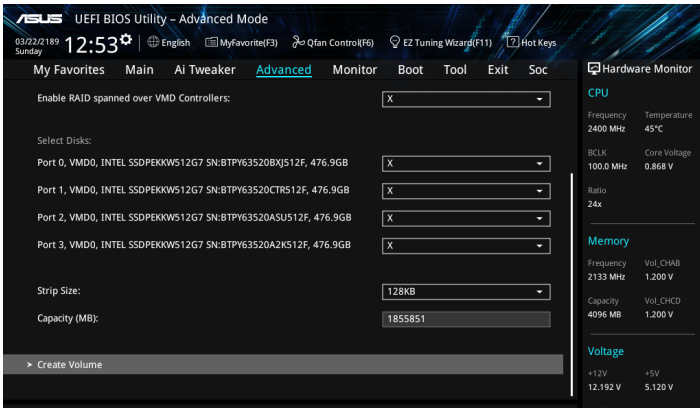 ASUS UEFI BIOS Utility – Advanced Mode
03/22/2189 Sunday 12:53 English MyFavorite(F3) Qfan Control(F6) EZ Tuning Wizard(F11) ? Hot Keys
My Favorites Main Ai Tweaker Advanced Monitor Boot Tool Exit Soc
Enable RAID spanned over VMD Controllers: X
Select Disks:
Port 0, VMD0, INTEL SSDPEKKW512G7 SN:BTPY63520BXJ512F, 476.9GB X
Port 1, VMD0, INTEL SSDPEKKW512G7 SN:BTPY63520CTR512F, 476.9GB X
Port 2, VMD0, INTEL SSDPEKKW512G7 SN:BTPY63520ASU512F, 476.9GB X
Port 3, VMD0, INTEL SSDPEKKW512G7 SN:BTPY63520A2K512F, 476.9GB X
Strip Size: 128KB
Capacity (MB): 1855851
Create Volume
Hardware Monitor
CPU
Frequency Temperature
2400 MHz 45°C
BCLK Core Voltage
100.0 MHz 0.868 V
Ratio
24x
Memory
Frequency Vol_CHAB
2133 MHz 1.200 V
Capacity Vol_CHCD
4096 MB 1.200 V
Voltage
+12V +5V
12.192 V 5.120 V